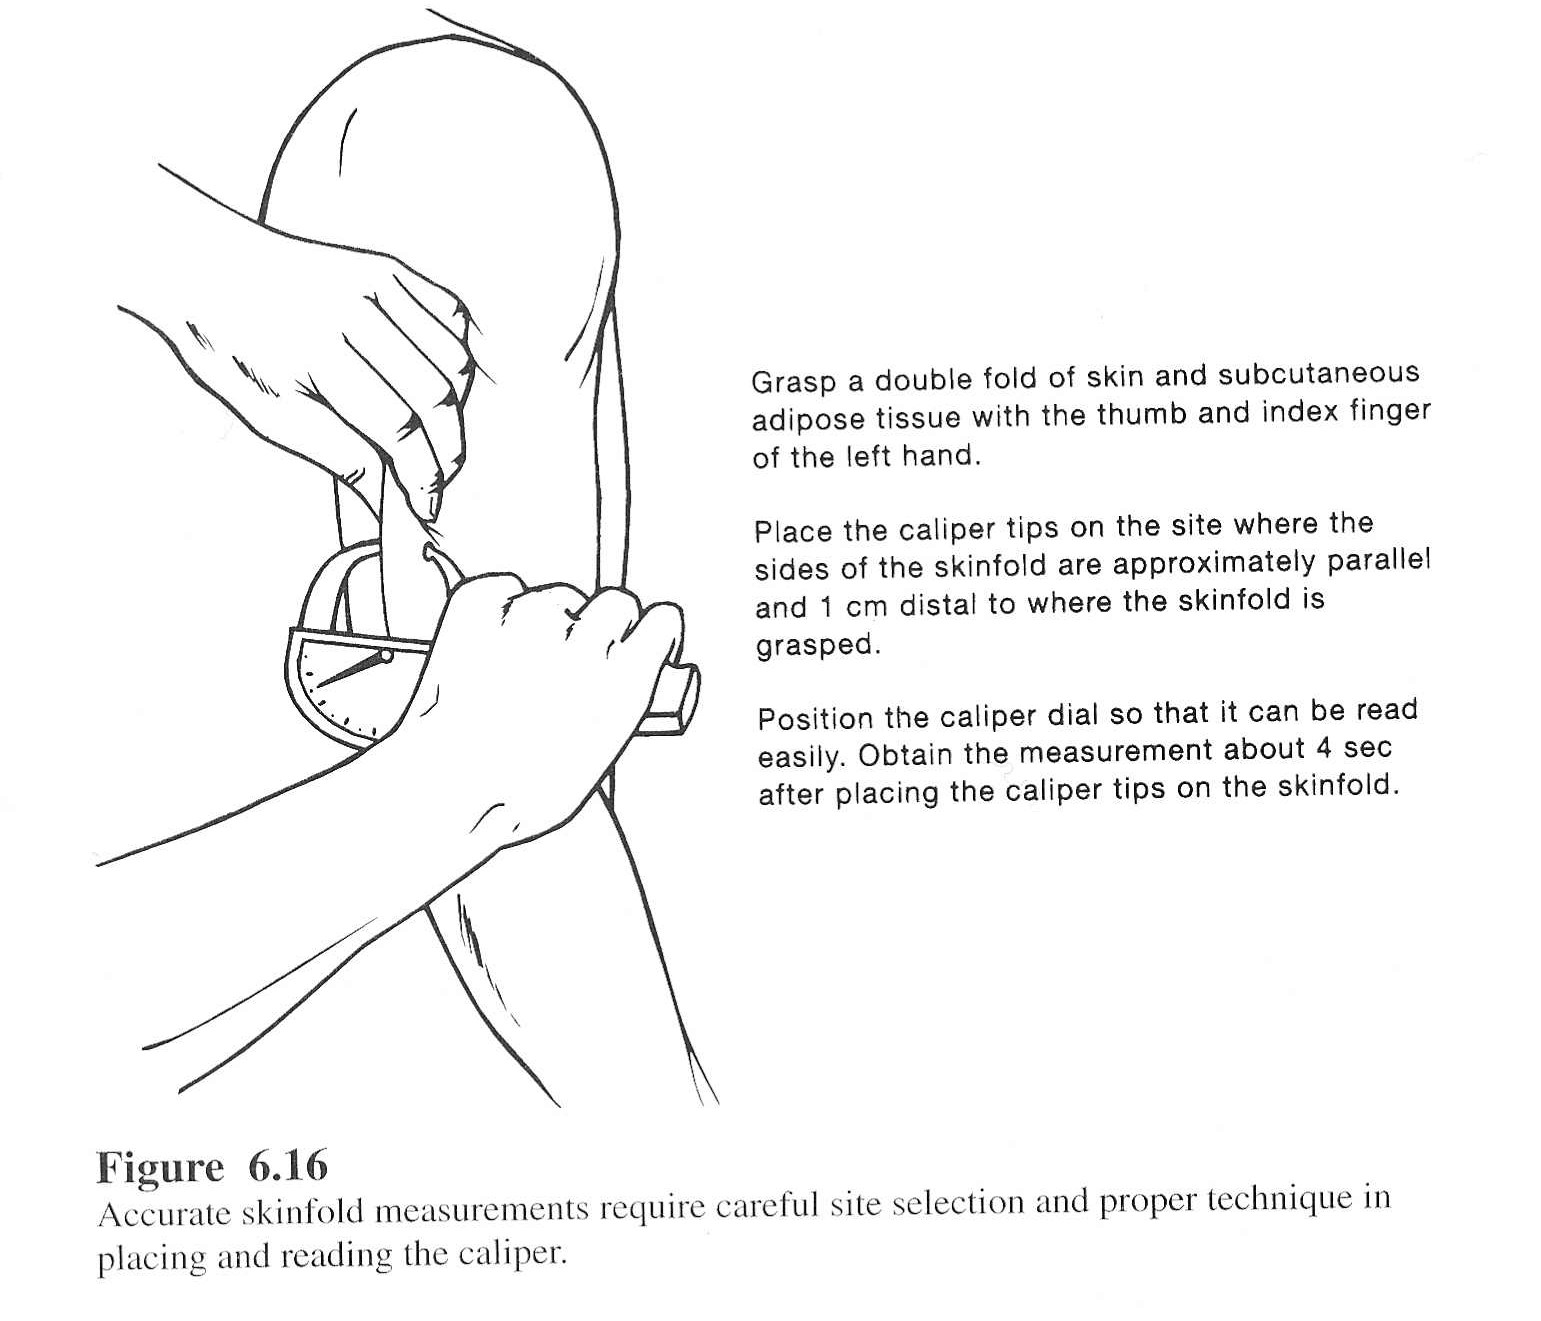 Grasp a double fold of skin and subcutaneous
adipose tissue with the thumb and index finger
of the left hand.
Place the caliper tips on the site where the
sides of the skinfold are approximately parallel
and 1 cm distal to where the skinfold is
grasped.
Position the caliper dial so that it can be read
easily. Obtain the measurement about 4 sec
after placing the caliper tips on the skinfold.
Figure 6.16
Accurate skinfold measurements require careful site selection and proper technique in
placing and reading the caliper.